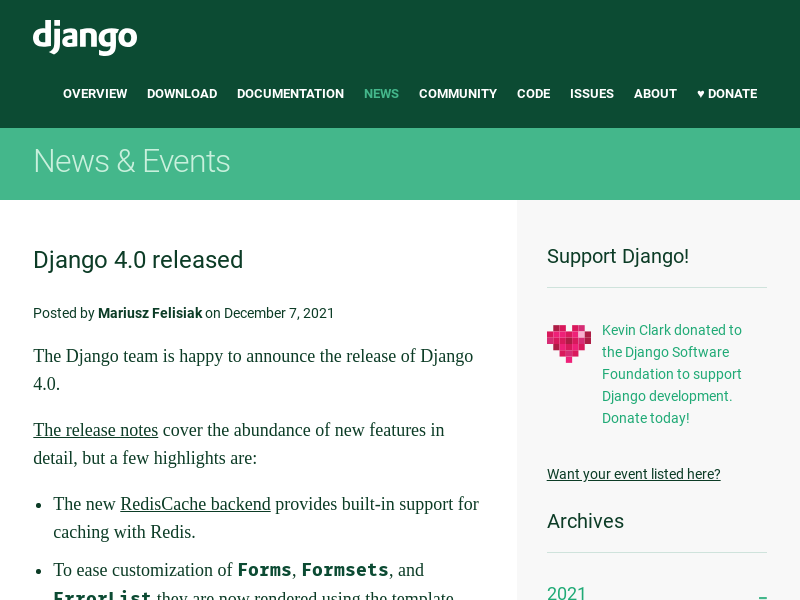 django
OVERVIEW DOWNLOAD DOCUMENTATION NEWS COMMUNITY CODE ISSUES ABOUT ♥ DONATE
News & Events
Django 4.0 released
Posted by Mariusz Felisiak on December 7, 2021
The Django team is happy to announce the release of Django
4.0.
The release notes cover the abundance of new features in
detail, but a few highlights are:
• The new RedisCache backend provides built-in support for
caching with Redis.
• To ease customization of Forms, Formsets, and
ErrorList they are now rendered using the template
Support Django!
Kevin Clark donated to
the Django Software
Foundation to support
Django development.
Donate today!
Want your event listed here?
Archives
2021